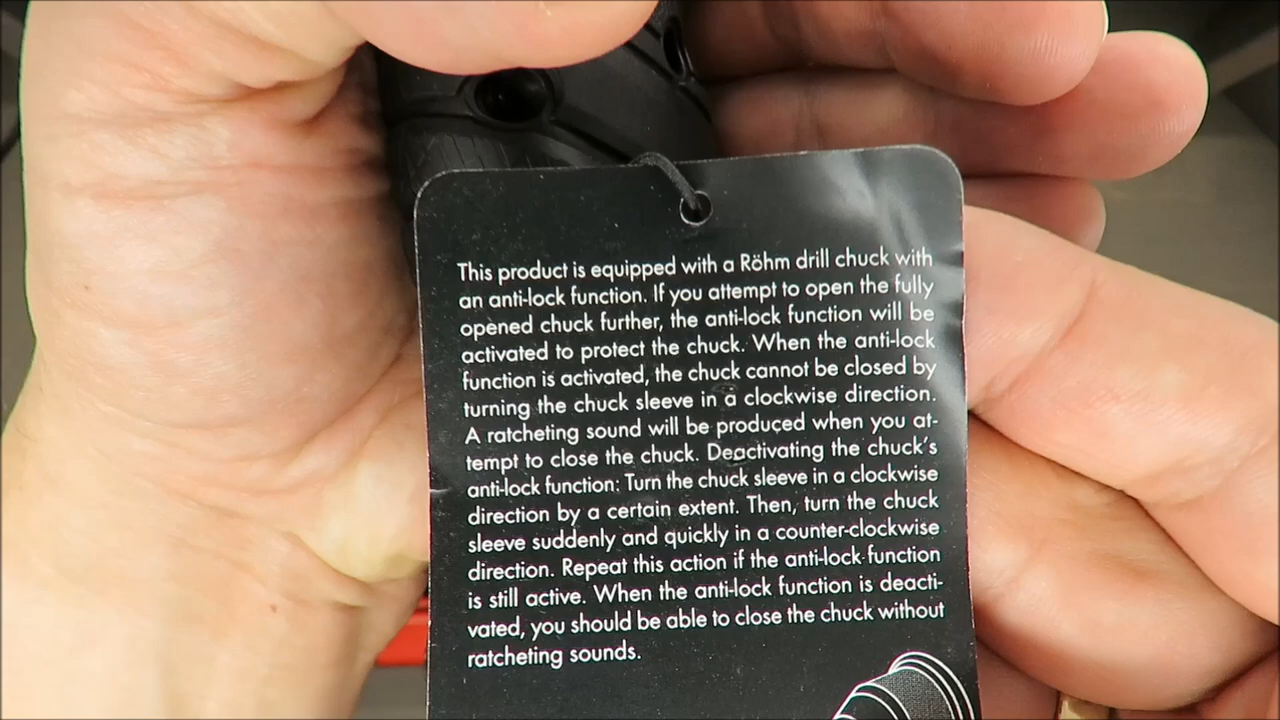 This product is equipped with a Röhm drill chuck with
an anti-lock function. If you attempt to open the fully
opened chuck further, the anti-lock function will be
activated to protect the chuck. When the anti-lock
function is activated, the chuck cannot be closed by
turning the chuck sleeve in a clockwise direction.
A ratcheting sound will be produced when you at-
tempt to close the chuck. Deactivating the chuck's
anti-lock function: Turn the chuck sleeve in a clockwise
direction by a certain extent. Then, turn the chuck
sleeve suddenly and quickly in a counter-clockwise
direction. Repeat this action if the anti-lock function
is still active. When the anti-lock function is deacti-
vated, you should be able to close the chuck without
ratcheting sounds.